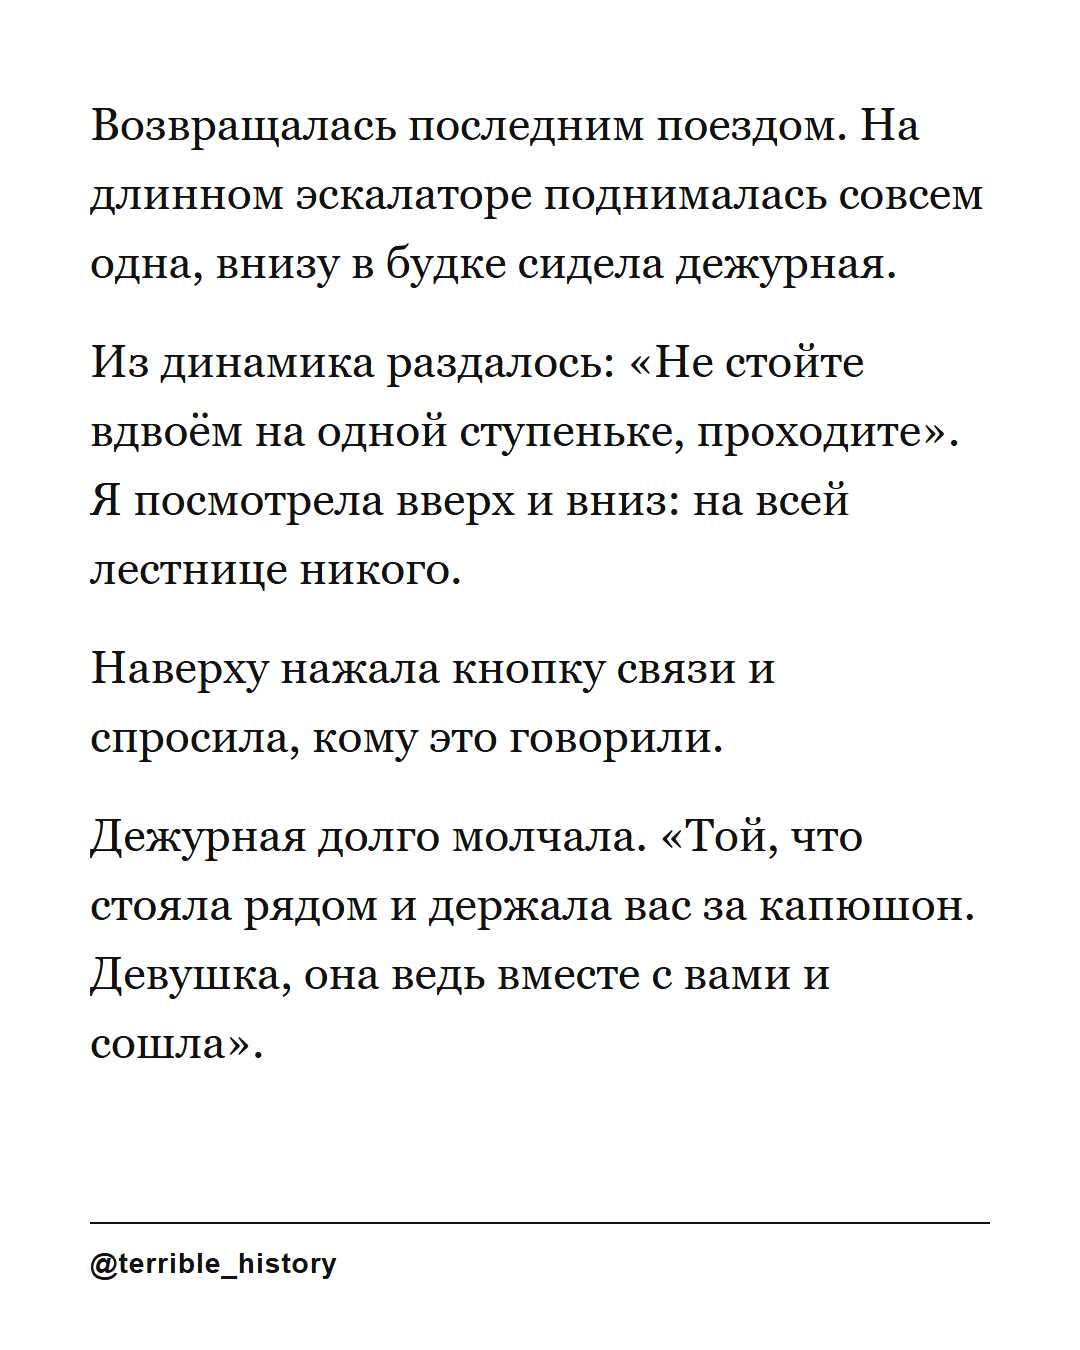 Возвращалась последним поездом. На
длинном эскалаторе поднималась совсем
одна, внизу в будке сидела дежурная.
Из динамика раздалось: «Не стойте
вдвоём на одной ступеньке, проходите».
Я посмотрела вверх и вниз: на всей
лестнице никого.
Наверху нажала кнопку связи и
спросила, кому это говорили.
Дежурная долго молчала. «Той, что
стояла рядом и держала вас за капюшон.
Девушка, она ведь вместе с вами и
сошла».
@terrible_history